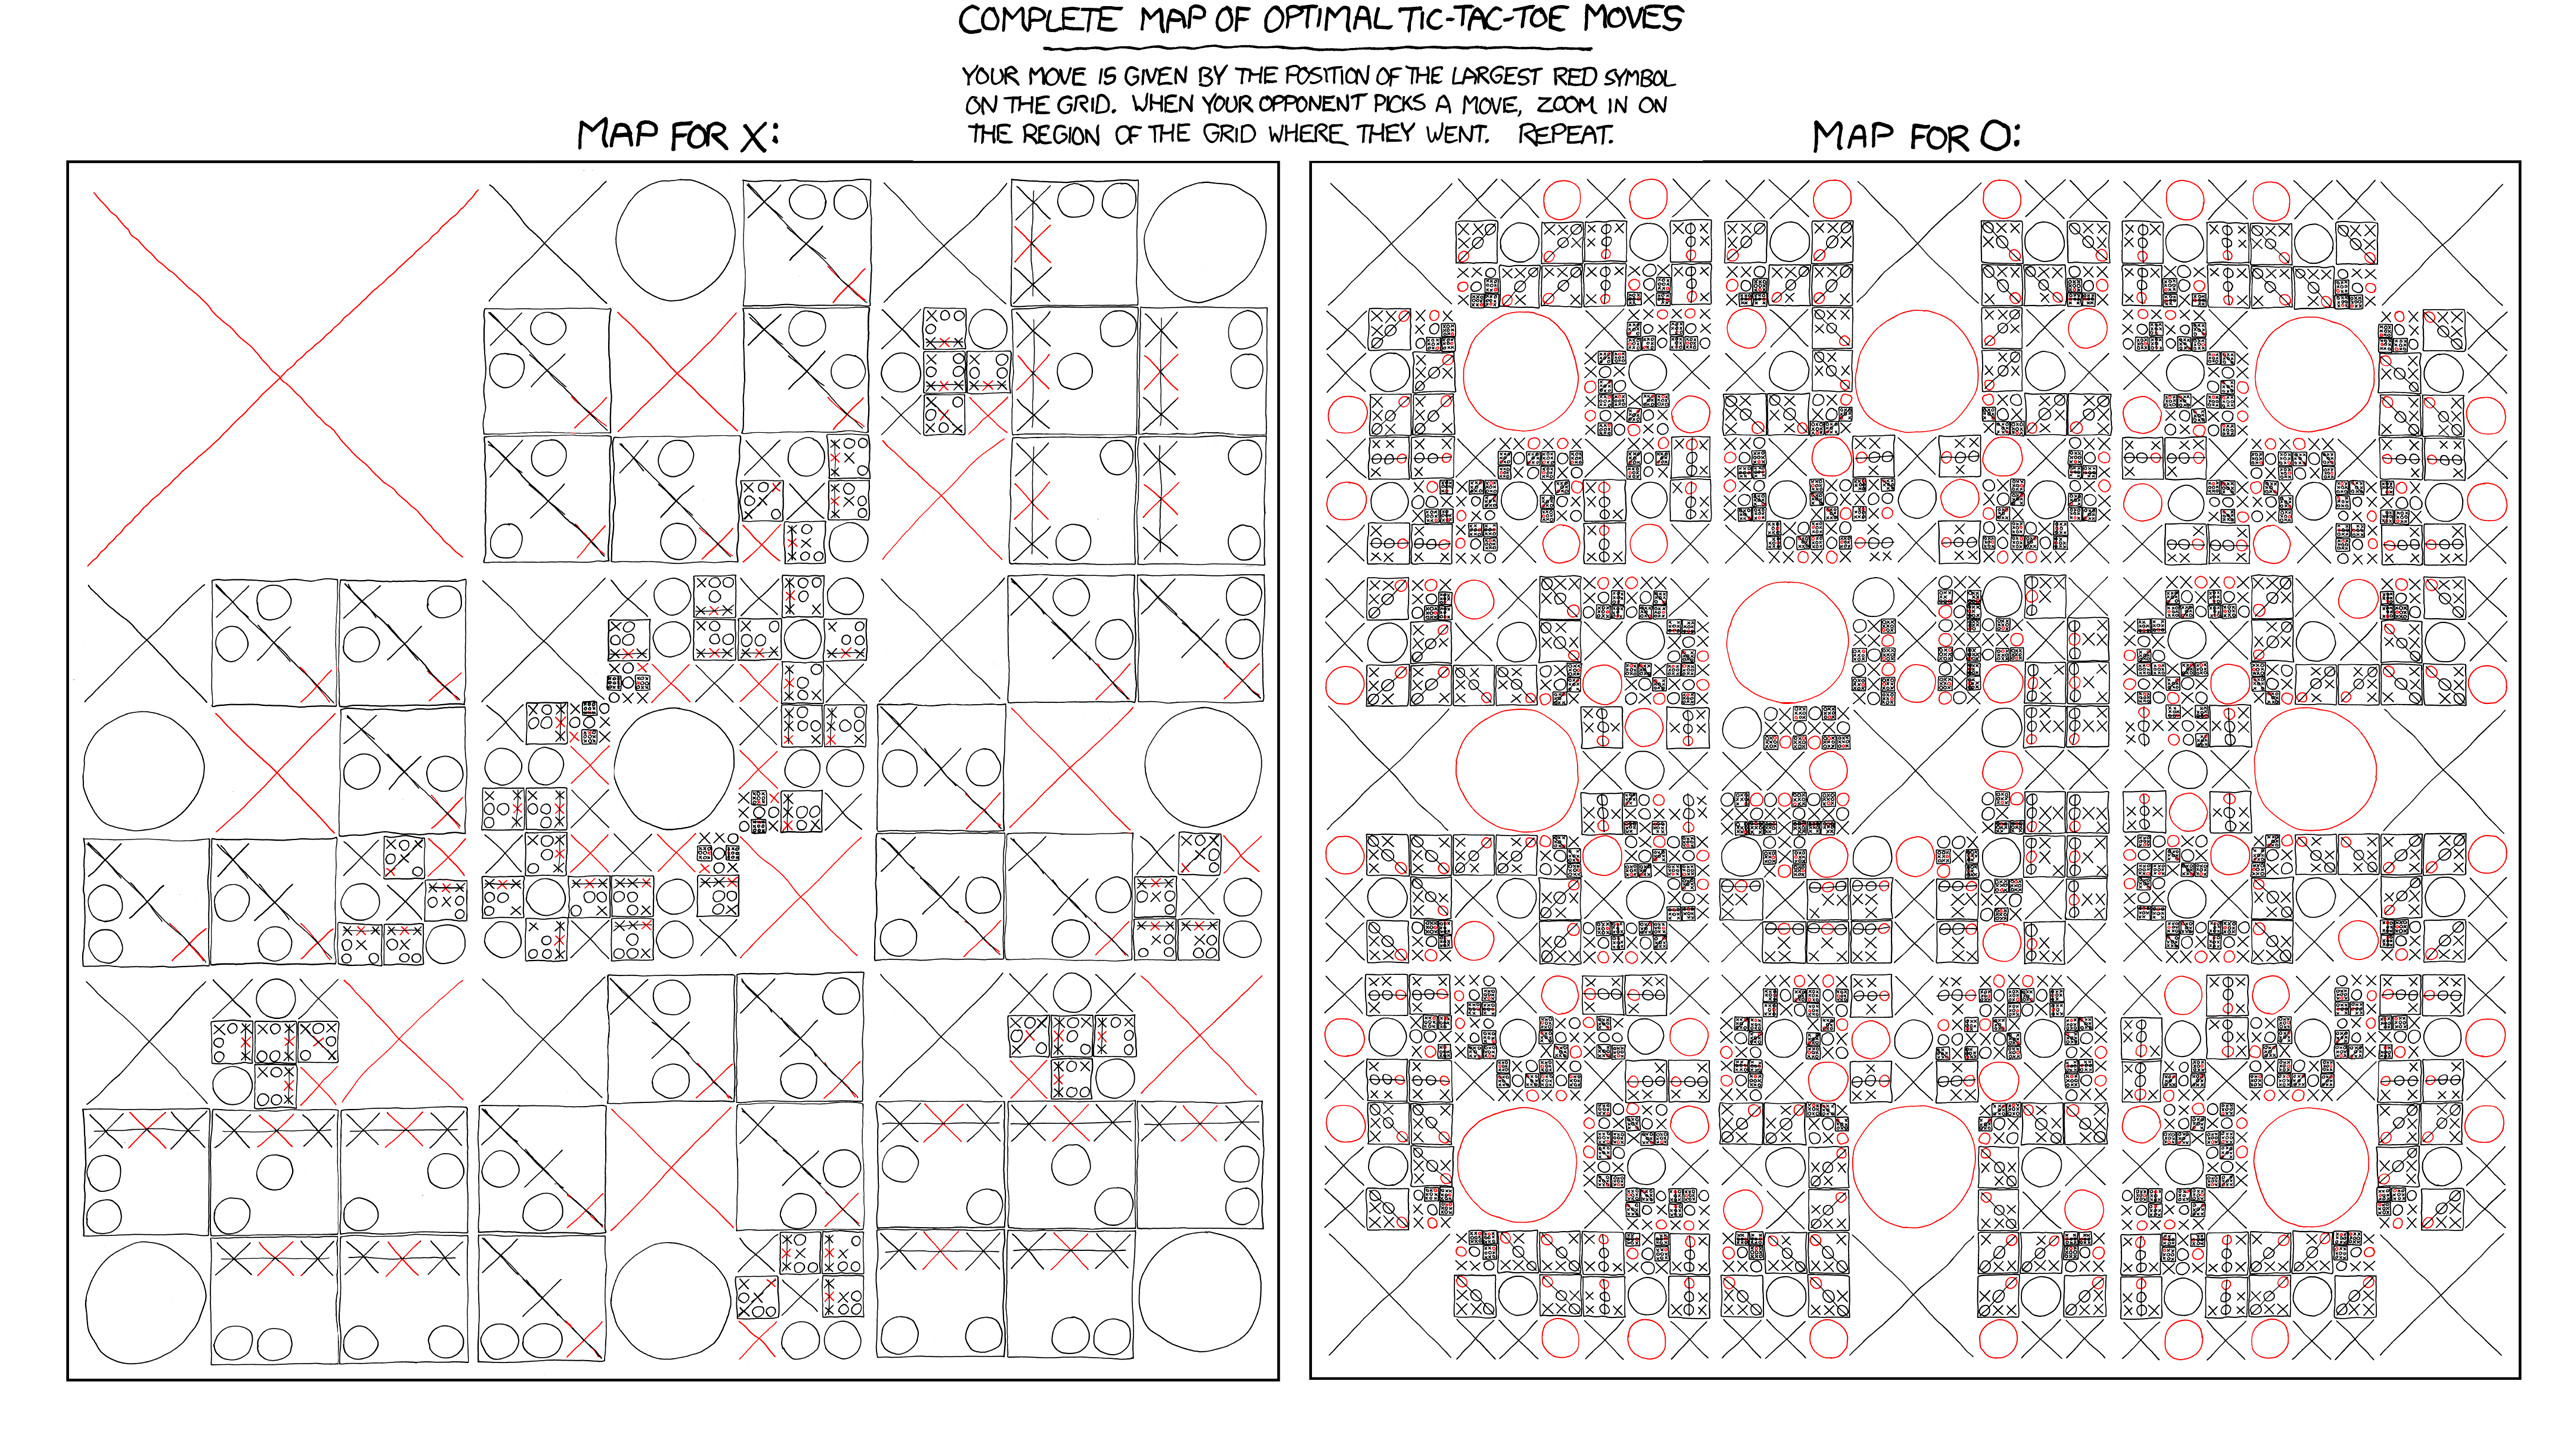 COMPLETE MAP OF OPTIMAL TIC-TAC-TOE MOVES
YOUR MOVE IS GIVEN BY THE POSITION OF THE LARGEST RED SYMBOL
ON THE GRID. WHEN YOUR OPPONENT PICKS A MOVE, ZOOM IN ON
THE REGION OF THE GRID WHERE THEY WENT. REPEAT.
MAP FOR X:
MAP FOR O: